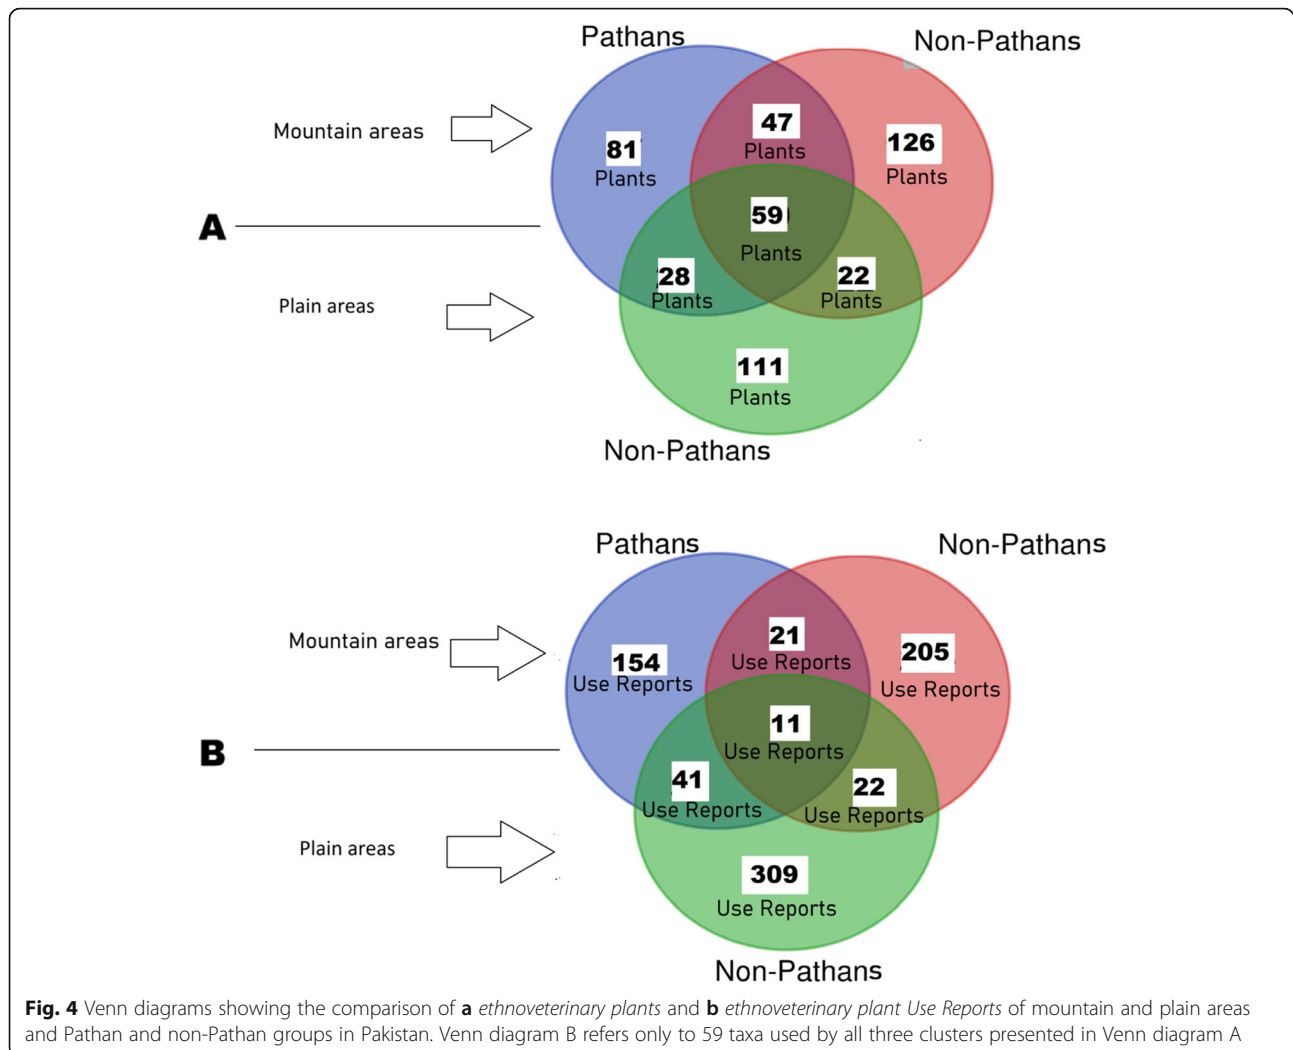 Pathans
Non-Pathans
Mountain areas
47
Plants
81
Plants
126
Plants
A
59
Plants
28
Plants
22
Plants
Plain areas
111
Plants
Non-Pathans
Pathans
Non-Pathans
Mountain areas
21
Use Reports
154
Use Reports
205
Use Reports
11
Use Reports
B
41
Use Reports
22
Use Reports
Plain areas
309
Use Reports
Non-Pathans
Fig. 4 Venn diagrams showing the comparison of a ethnoveterinary plants and b ethnoveterinary plant Use Reports of mountain and plain areas
and Pathan and non-Pathan groups in Pakistan. Venn diagram B refers only to 59 taxa used by all three clusters presented in Venn diagram A